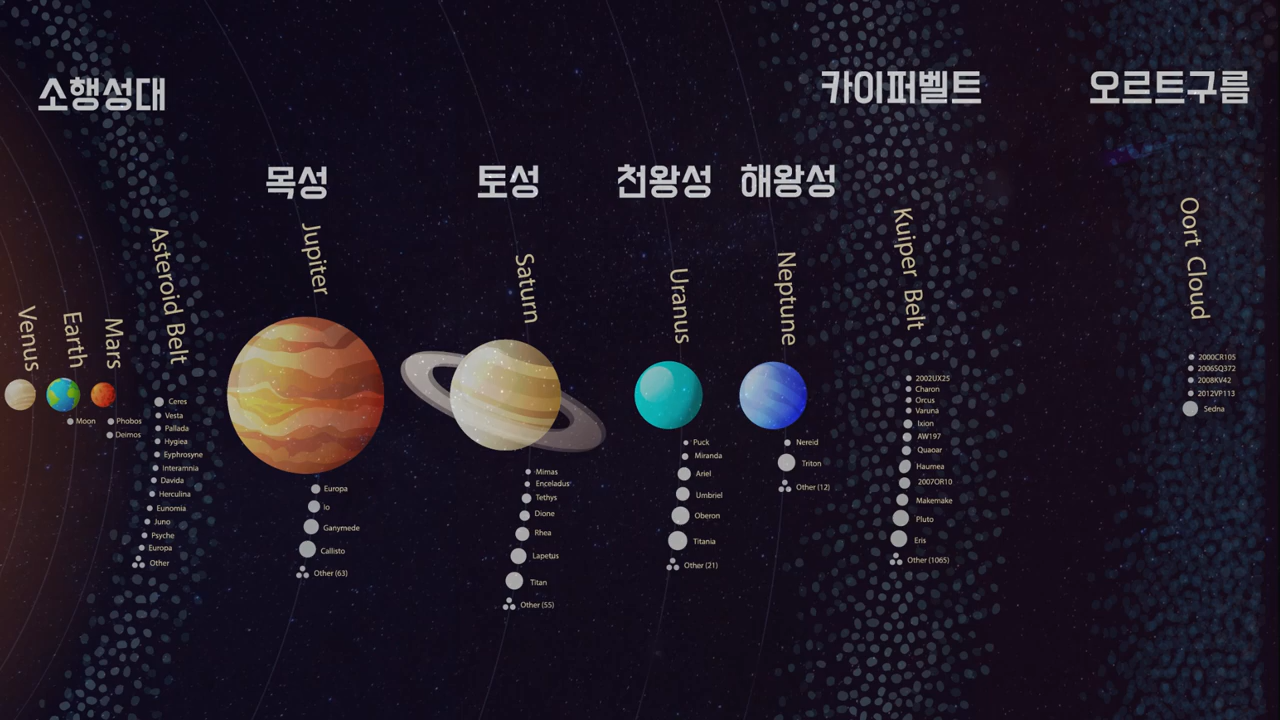 소행성대
카이퍼벨트
오르트구름
목성
토성
천왕성
해왕성
Venus
Earth
Moon
Mars
Phobos
Deimos
Asteroid Belt
Ceres
Vesta
Pallada
Hygiea
Eyphrosyne
Interamnia
Davida
Herculina
Eunomia
Juno
Psyche
Europa
Other
Jupiter
Europa
Io
Ganymede
Callisto
Other (63)
Saturn
Mimas
Enceladus
Tethys
Dione
Rhea
Lapetus
Titan
Other (55)
Uranus
Puck
Miranda
Ariel
Umbriel
Oberon
Titania
Other (21)
Neptune
Nereid
Triton
Other (12)
Kuiper Belt
2002UX25
Charon
Orcus
Varuna
Ixion
AW197
Quaoar
Haumea
2007OR10
Makemake
Pluto
Eris
Other (1065)
Oort Cloud
2000CR105
2006SQ372
2008KV42
2012VP113
Sedna